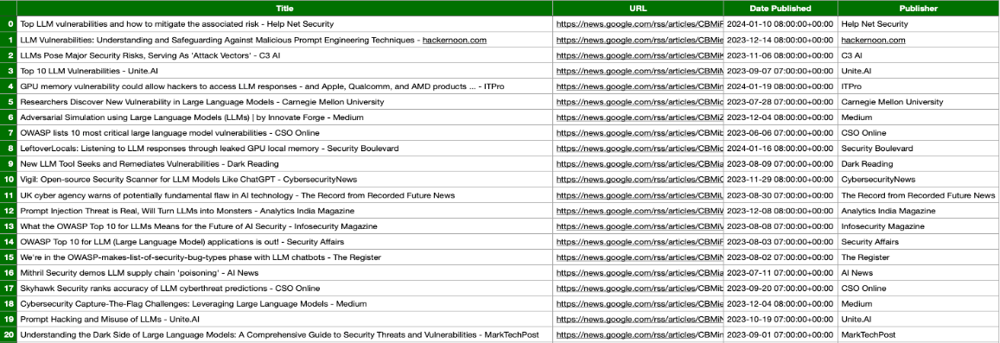 Title URL Date Published Publisher
0 Top LLM vulnerabilities and how to mitigate the associated risk - Help Net Security https://news.google.com/rss/articles/CBMiF 2024-01-10 08:00:00+00:00 Help Net Security
1 LLM Vulnerabilities: Understanding and Safeguarding Against Malicious Prompt Engineering Techniques - hackernoon.com https://news.google.com/rss/articles/CBMie 2023-12-14 08:00:00+00:00 hackernoon.com
2 LLMs Pose Major Security Risks, Serving As 'Attack Vectors' - C3 AI https://news.google.com/rss/articles/CBMiK 2023-11-06 08:00:00+00:00 C3 AI
3 Top 10 LLM Vulnerabilities - Unite.AI https://news.google.com/rss/articles/CBMiM 2023-09-07 07:00:00+00:00 Unite.AI
4 GPU memory vulnerability could allow hackers to access LLM responses - and Apple, Qualcomm, and AMD products ... - ITPro https://news.google.com/rss/articles/CBMin 2024-01-19 08:00:00+00:00 ITPro
5 Researchers Discover New Vulnerability in Large Language Models - Carnegie Mellon University https://news.google.com/rss/articles/CBMic 2023-07-28 07:00:00+00:00 Carnegie Mellon University
6 Adversarial Simulation using Large Language Models (LLMs) | by Innovate Forge - Medium https://news.google.com/rss/articles/CBMiZ 2023-12-04 08:00:00+00:00 Medium
7 OWASP lists 10 most critical large language model vulnerabilities - CSO Online https://news.google.com/rss/articles/CBMib 2023-06-06 07:00:00+00:00 CSO Online
8 LeftoverLocals: Listening to LLM responses through leaked GPU local memory - Security Boulevard https://news.google.com/rss/articles/CBMic 2024-01-16 08:00:00+00:00 Security Boulevard
9 New LLM Tool Seeks and Remediates Vulnerabilities - Dark Reading https://news.google.com/rss/articles/CBMia 2023-08-09 07:00:00+00:00 Dark Reading
10 Vigil: Open-source Security Scanner for LLM Models Like ChatGPT - CybersecurityNews https://news.google.com/rss/articles/CBMiQ 2023-11-29 08:00:00+00:00 CybersecurityNews
11 UK cyber agency warns of potentially fundamental flaw in AI technology - The Record from Recorded Future News https://news.google.com/rss/articles/CBMiL 2023-08-30 07:00:00+00:00 The Record from Recorded Future News
12 Prompt Injection Threat is Real, Will Turn LLMs into Monsters - Analytics India Magazine https://news.google.com/rss/articles/CBMiW 2023-12-08 08:00:00+00:00 Analytics India Magazine
13 What the OWASP Top 10 for LLMs Means for the Future of AI Security - Infosecurity Magazine https://news.google.com/rss/articles/CBMiV 2023-08-08 07:00:00+00:00 Infosecurity Magazine
14 OWASP Top 10 for LLM (Large Language Model) applications is out! - Security Affairs https://news.google.com/rss/articles/CBMiF 2023-08-03 07:00:00+00:00 Security Affairs
15 We're in the OWASP-makes-list-of-security-bug-types phase with LLM chatbots - The Register https://news.google.com/rss/articles/CBMiN 2023-08-02 07:00:00+00:00 The Register
16 Mithril Security demos LLM supply chain 'poisoning' - AI News https://news.google.com/rss/articles/CBMia 2023-07-11 07:00:00+00:00 AI News
17 Skyhawk Security ranks accuracy of LLM cyberthreat predictions - CSO Online https://news.google.com/rss/articles/CBMib 2023-09-20 07:00:00+00:00 CSO Online
18 Cybersecurity Capture-The-Flag Challenges: Leveraging Large Language Models - Medium https://news.google.com/rss/articles/CBMie 2023-12-04 08:00:00+00:00 Medium
19 Prompt Hacking and Misuse of LLMs - Unite.AI https://news.google.com/rss/articles/CBMiN 2023-10-19 07:00:00+00:00 Unite.AI
20 Understanding the Dark Side of Large Language Models: A Comprehensive Guide to Security Threats and Vulnerabilities - MarkTechPost https://news.google.com/rss/articles/CBMin 2023-09-01 07:00:00+00:00 MarkTechPost